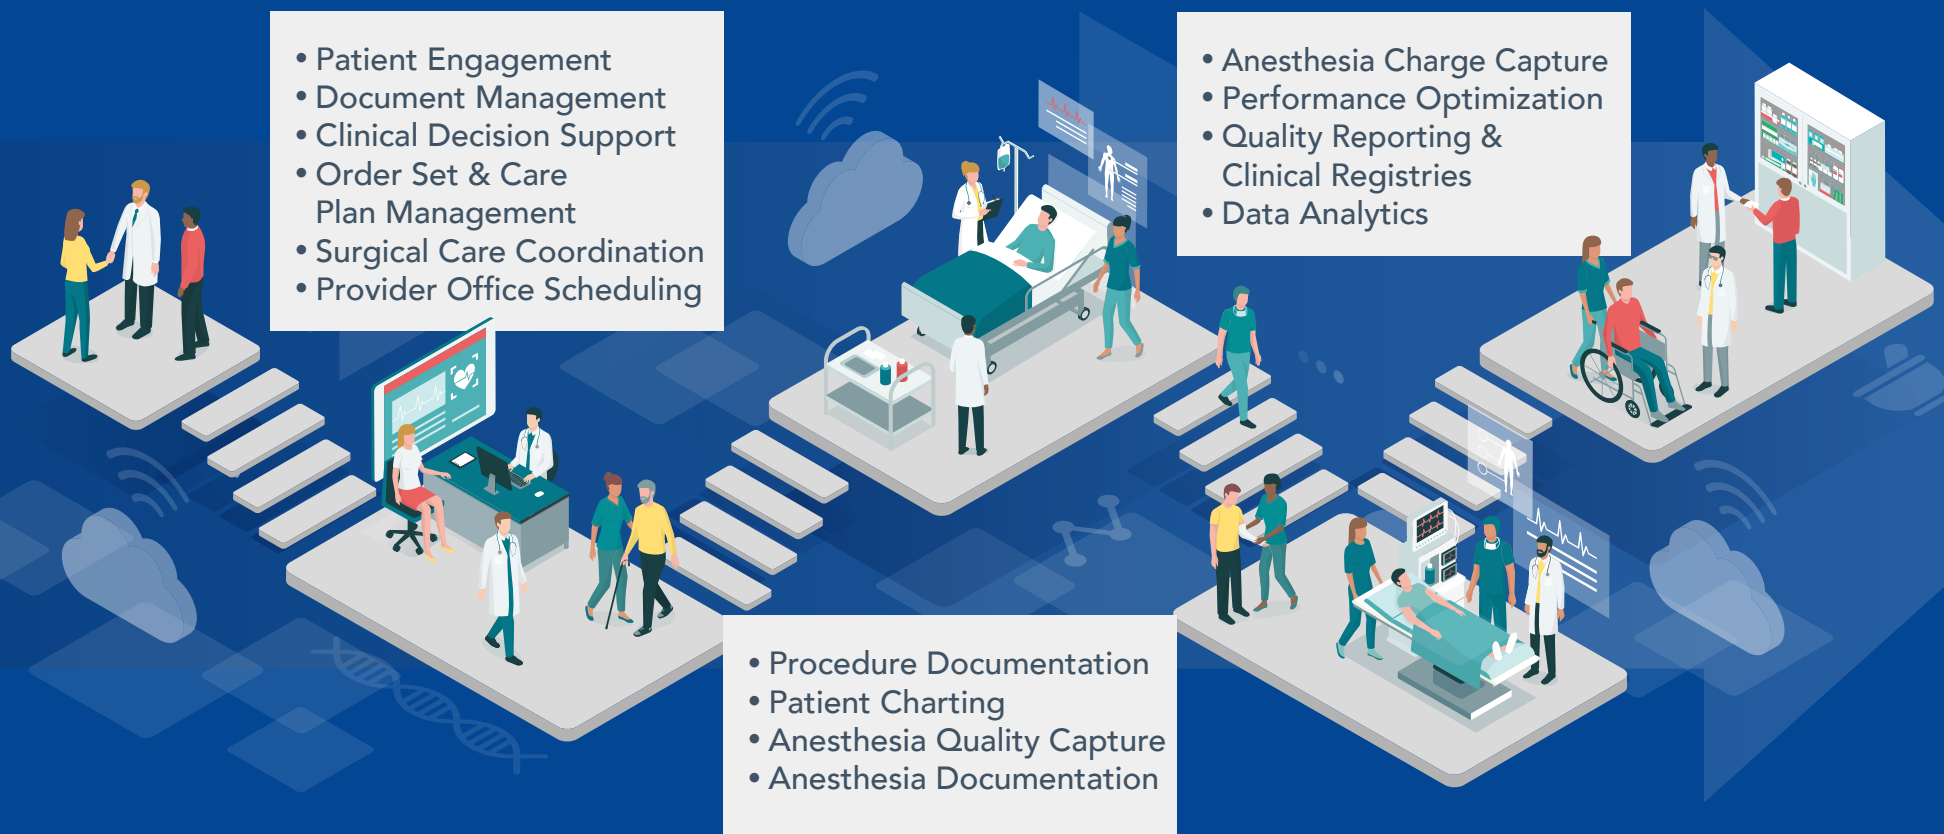 • Patient Engagement
• Document Management
• Clinical Decision Support
• Order Set & Care
Plan Management
• Surgical Care Coordination
• Provider Office Scheduling
• Procedure Documentation
• Patient Charting
• Anesthesia Quality Capture
• Anesthesia Documentation
• Anesthesia Charge Capture
• Performance Optimization
• Quality Reporting &
Clinical Registries
• Data Analytics